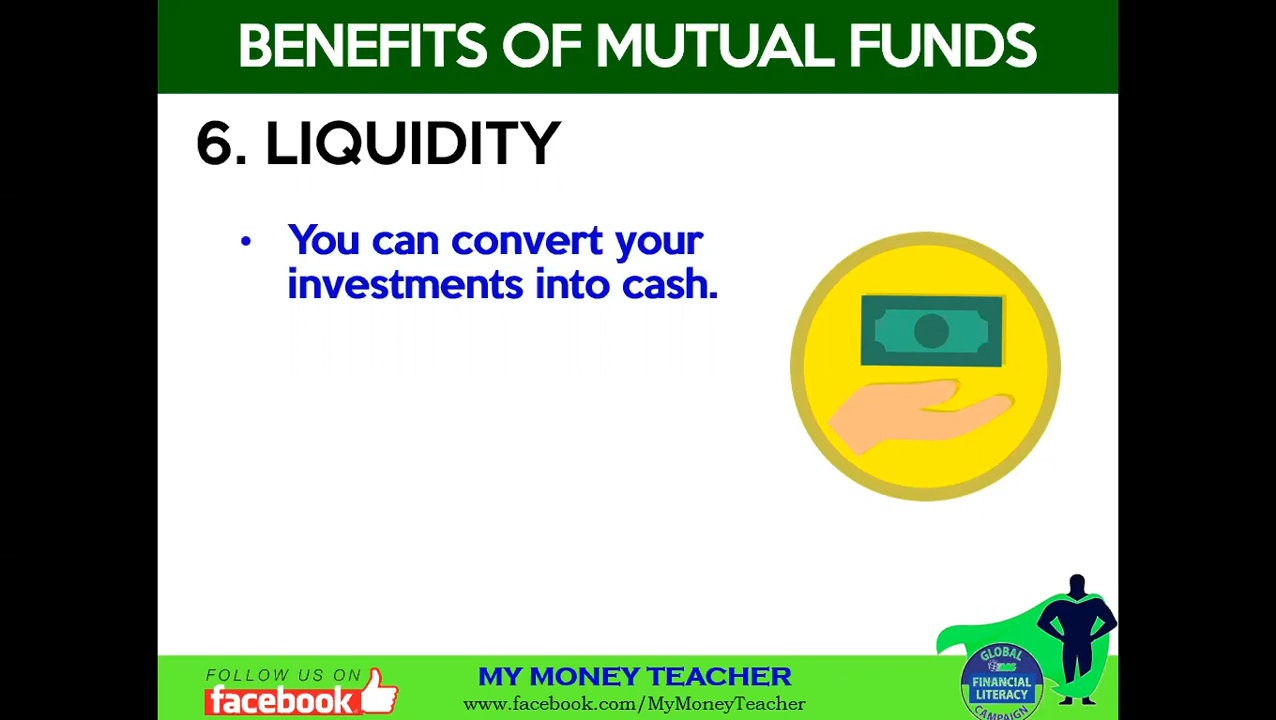 BENEFITS OF MUTUAL FUNDS
6. LIQUIDITY
• You can convert your
investments into cash.
FOLLOW US ON
facebook
MY MONEY TEACHER
www.facebook.com/MyMoneyTeacher
GLOBAL
FINANCIAL
LITERACY
CAMPAIGN